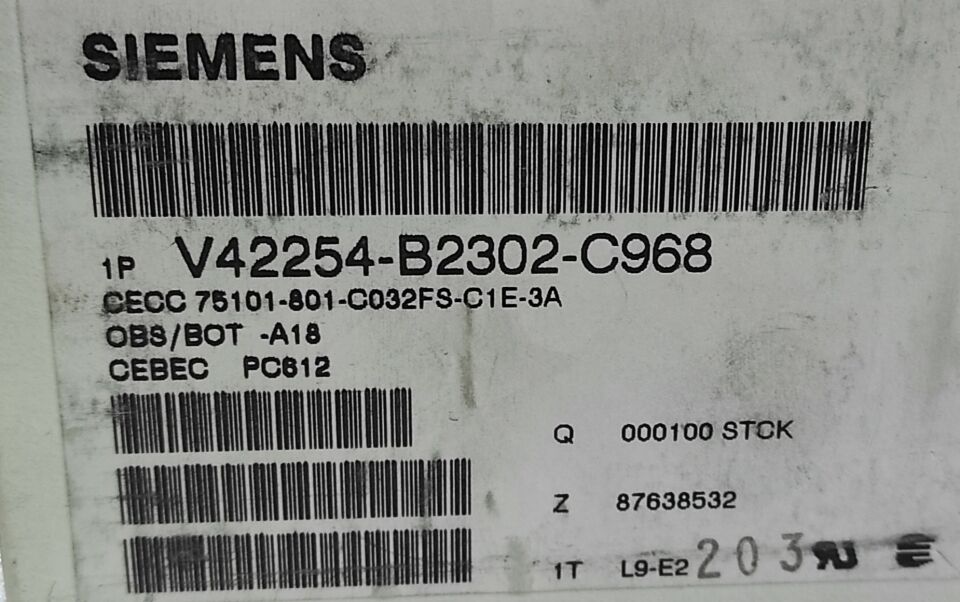 SIEMENS
1P V42254-B2302-C968
CECC 75101-801-C032FS-C1E-3A
OBS/BOT -A18
CEBEC PC612
Q 000100 STCK
Z 87638532
1T L9-E2 203